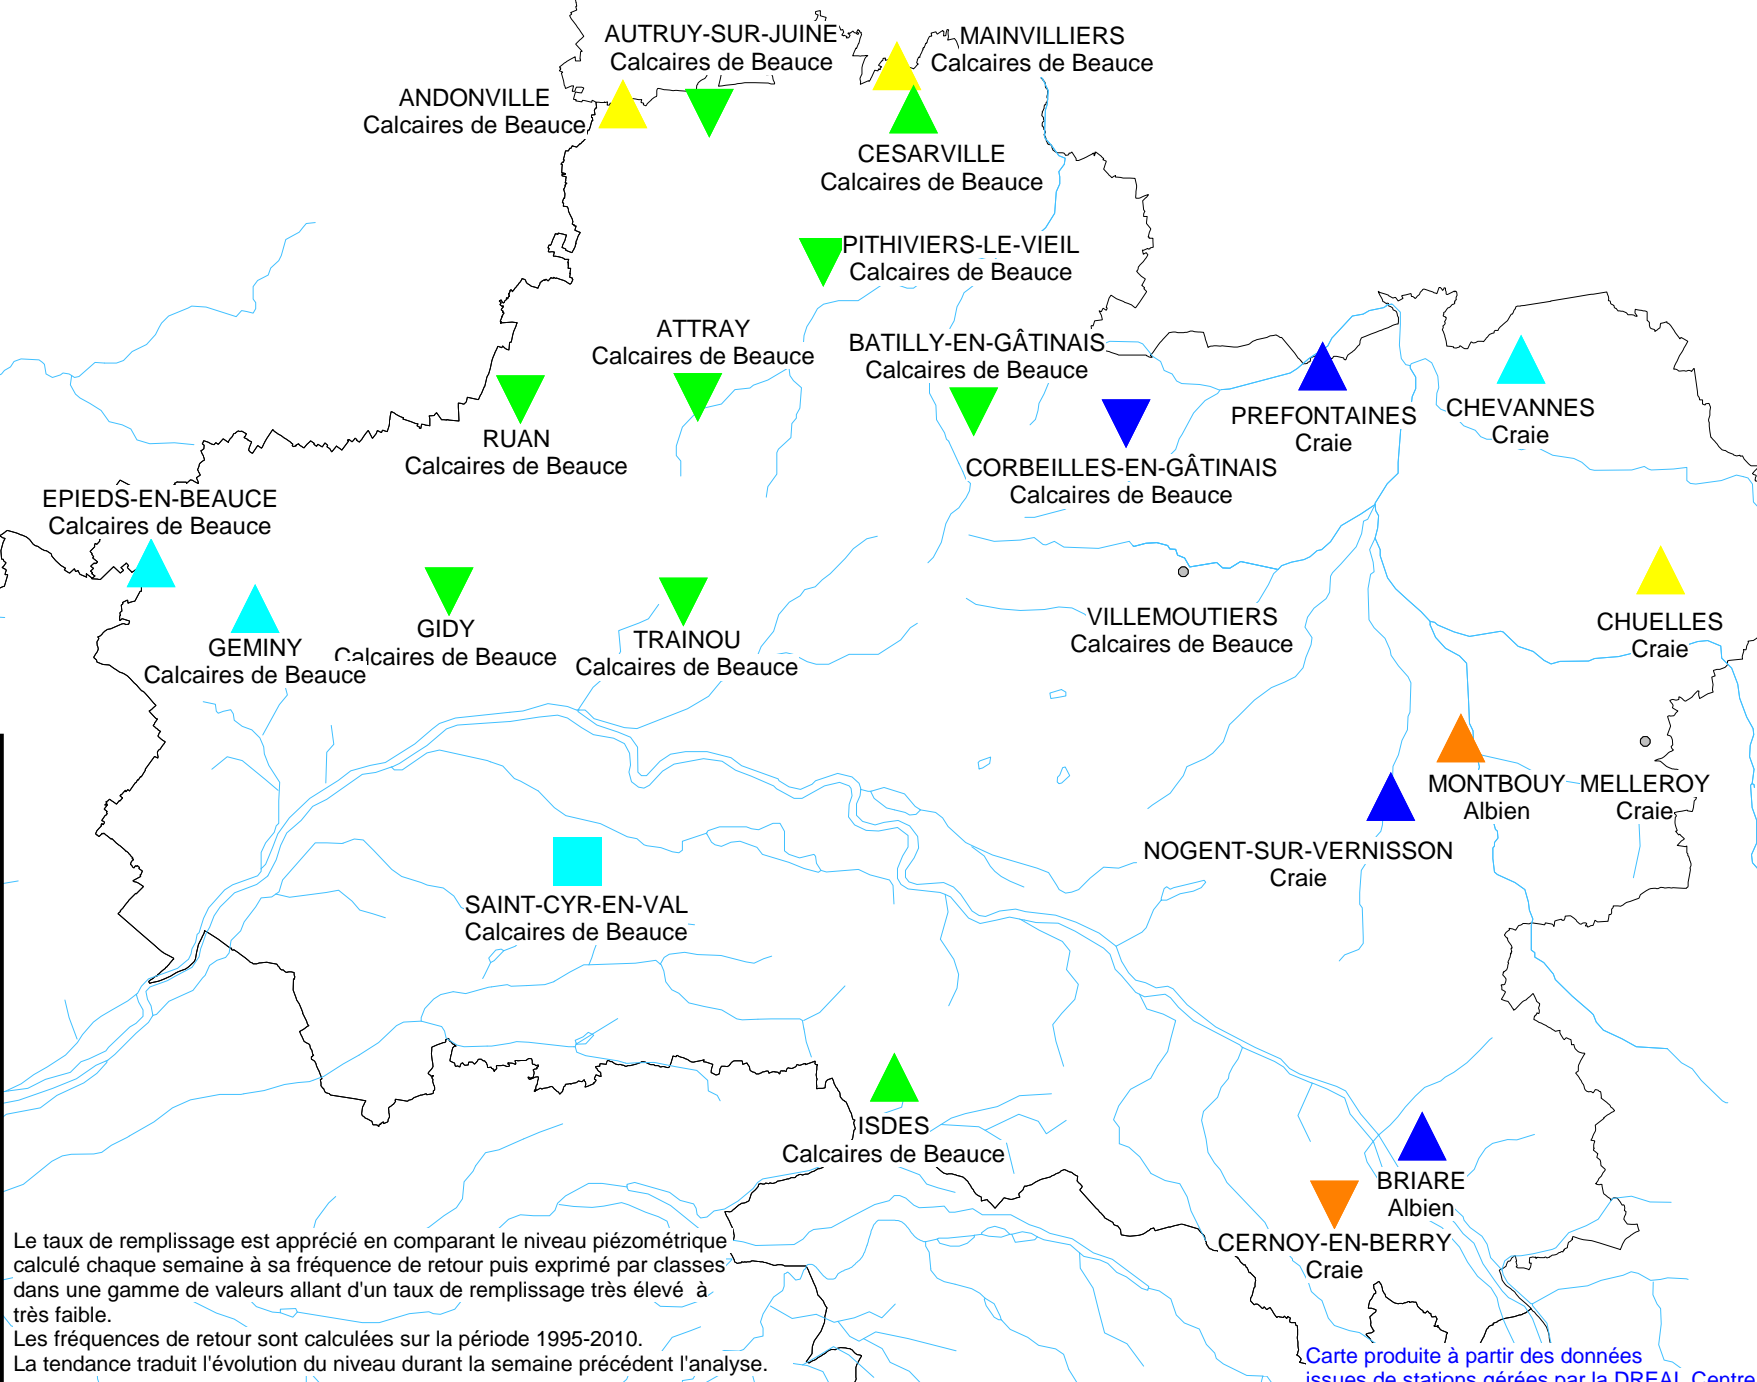 AUTRUY-SUR-JUINE
Calcaires de Beauce
MAINVILLIERS
Calcaires de Beauce
ANDONVILLE
Calcaires de Beauce
CESARVILLE
Calcaires de Beauce
PITHIVIERS-LE-VIEIL
Calcaires de Beauce
ATTRAY
Calcaires de Beauce
BATILLY-EN-GÂTINAIS
Calcaires de Beauce
RUAN
Calcaires de Beauce
PREFONTAINES
Craie
CHEVANNES
Craie
CORBEILLES-EN-GÂTINAIS
Calcaires de Beauce
EPIEDS-EN-BEAUCE
Calcaires de Beauce
GEMINY
Calcaires de Beauce
GIDY
Calcaires de Beauce
TRAINOU
Calcaires de Beauce
VILLEMOUTIERS
Calcaires de Beauce
CHUELLES
Craie
MONTBOUY
Albien
MELLEROY
Craie
NOGENT-SUR-VERNISSON
Craie
SAINT-CYR-EN-VAL
Calcaires de Beauce
ISDES
Calcaires de Beauce
BRIARE
Albien
CERNOY-EN-BERRY
Craie
Le taux de remplissage est apprécié en comparant le niveau piézométrique
calculé chaque semaine à sa fréquence de retour puis exprimé par classes
dans une gamme de valeurs allant d'un taux de remplissage très élevé à
très faible.
Les fréquences de retour sont calculées sur la période 1995-2010.
La tendance traduit l'évolution du niveau durant la semaine précédent l'analyse.
Carte produite à partir des données
issues de stations gérées par la DREAL Centre